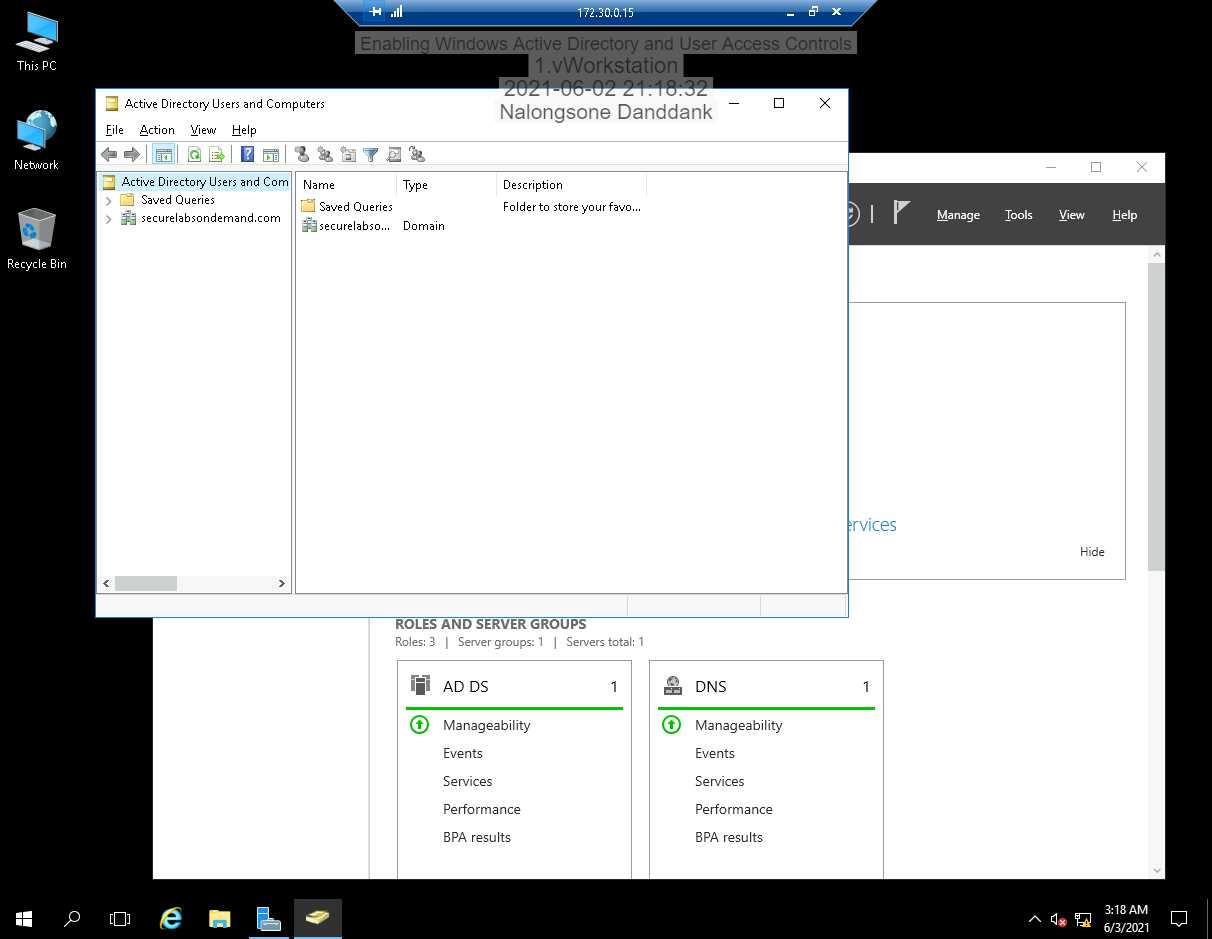 172.30.0.15
Enabling Windows Active Directory and User Access Controls
1.vWorkstation
2021-06-02 21:18:32
Nalongsone Danddank
This PC
Network
Recycle Bin
Active Directory Users and Computers
File Action View Help
Active Directory Users and Com
Saved Queries
securelabsondemand.com
Name Type Description
Saved Queries Folder to store your favo...
securelabso... Domain
Manage Tools View Help
ervices
Hide
ROLES AND SERVER GROUPS
Roles: 3 | Server groups: 1 | Servers total: 1
AD DS 1
Manageability
Events
Services
Performance
BPA results
DNS 1
Manageability
Events
Services
Performance
BPA results
3:18 AM
6/3/2021